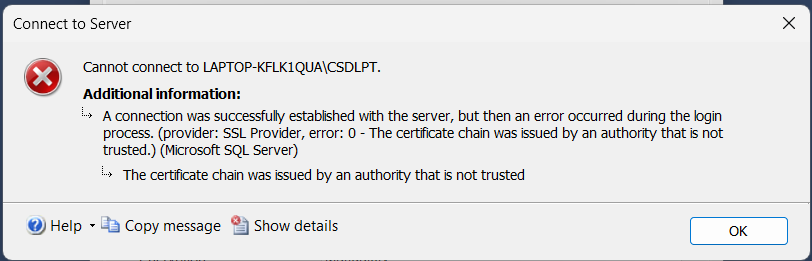 Connect to Server
Cannot connect to LAPTOP-KFLK1QUA\CSDLPT.
Additional information:
A connection was successfully established with the server, but then an error occurred during the login
process. (provider: SSL Provider, error: 0 - The certificate chain was issued by an authority that is not
trusted.) (Microsoft SQL Server)
The certificate chain was issued by an authority that is not trusted
Help Copy message Show details OK